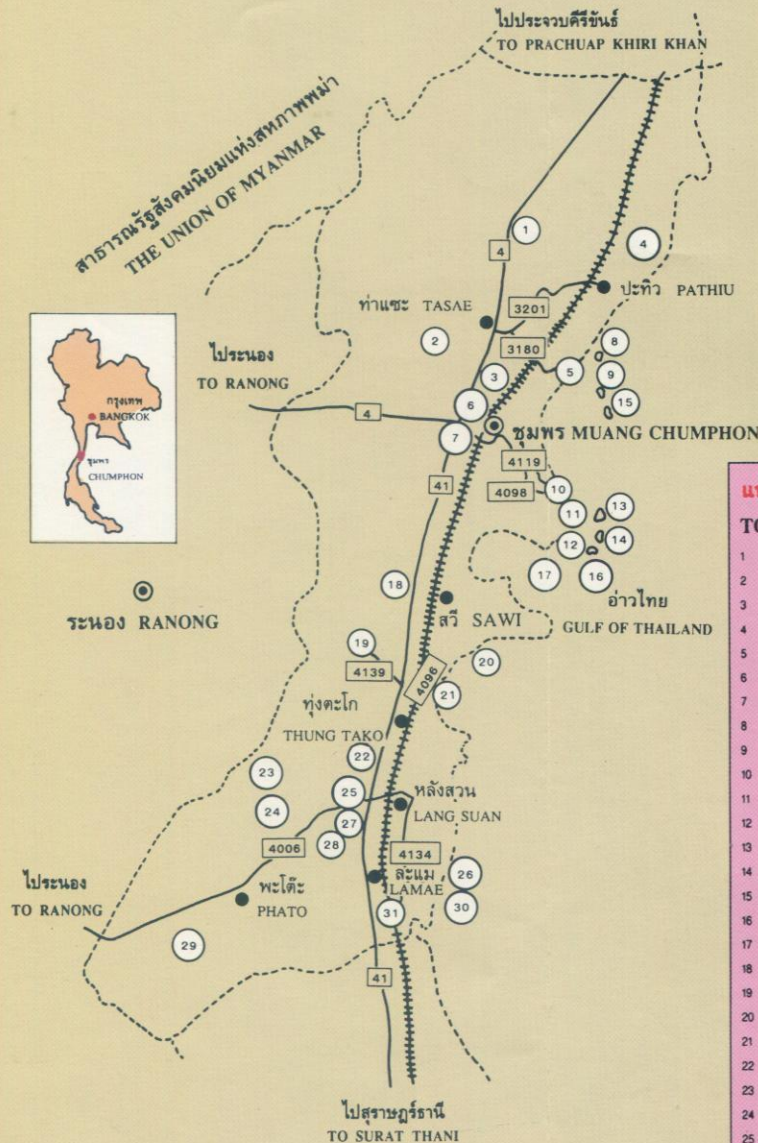 ไปประจวบคีรีขันธ์
TO PRACHUAP KHIRI KHAN
สาธารณรัฐสังคมนิยมแห่งสหภาพพม่า
THE UNION OF MYANMAR
1
4
4
ท่าแซะ TASAE
3201
ปะทิว PATHIU
2
3180
8
ไประนอง
TO RANONG
3
5
9
กรุงเทพ
BANGKOK
6
15
4
7
ชุมพร MUANG CHUMPHON
ชุมพร
CHUMPHON
4119
41
4098
10
11
13
12
14
17
16
18
อ่าวไทย
GULF OF THAILAND
ระนอง RANONG
สวี SAWI
19
4139
4096
20
21
ทุ่งตะโก
THUNG TAKO
22
23
25
หลังสวน
LANG SUAN
24
27
28
4006
4134
ละแม
LAMAE
26
ไประนอง
TO RANONG
พะโต๊ะ
PHATO
31
30
29
41
ไปสุราษฎร์ธานี
TO SURAT THANI
1
2
3
4
5
6
7
8
9
10
11
12
13
14
15
16
17
18
19
20
21
22
23
24
25